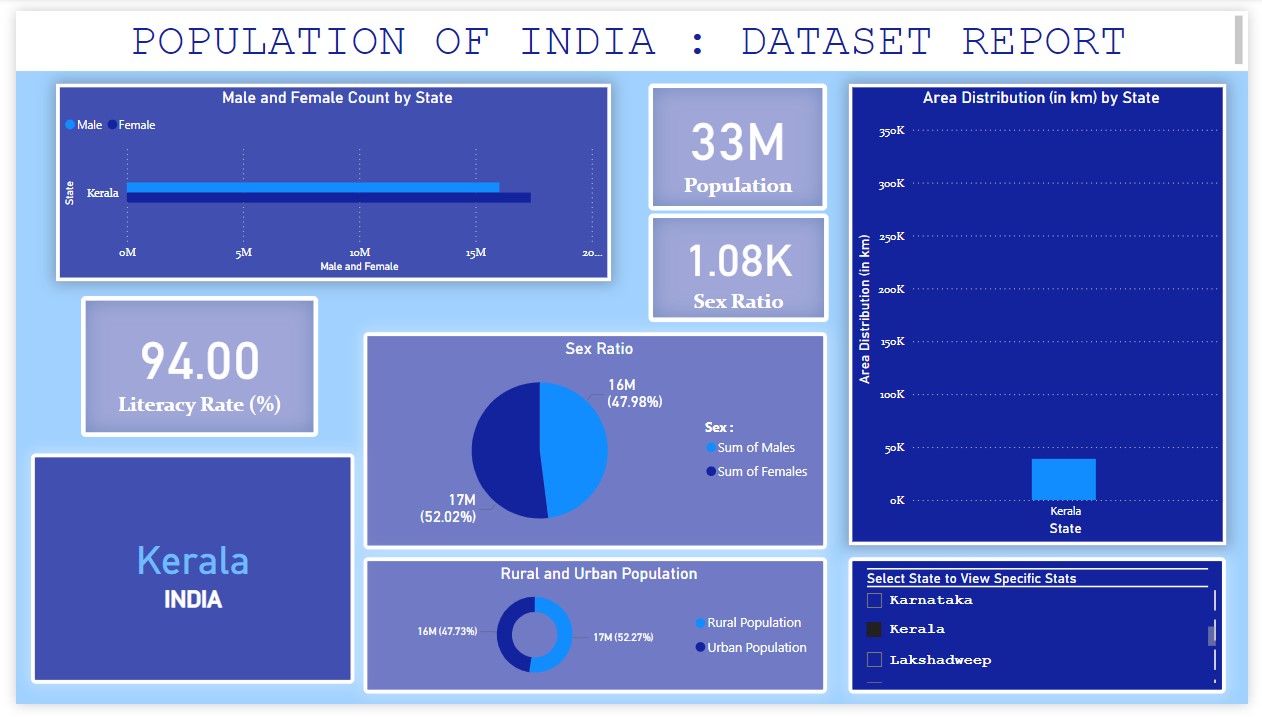 POPULATION OF INDIA : DATASET REPORT
Male and Female Count by State
Male Female
State
Kerala
0M 5M 10M 15M 20...
Male and Female
33M
Population
1.08K
Sex Ratio
94.00
Literacy Rate (%)
Kerala
INDIA
Sex Ratio
16M
(47.98%)
17M
(52.02%)
Sex :
Sum of Males
Sum of Females
Rural and Urban Population
16M (47.73%)
17M (52.27%)
Rural Population
Urban Population
Area Distribution (in km) by State
Area Distribution (in km)
350K
300K
250K
200K
150K
100K
50K
0K
Kerala
State
Select State to View Specific Stats
Karnataka
Kerala
Lakshadweep